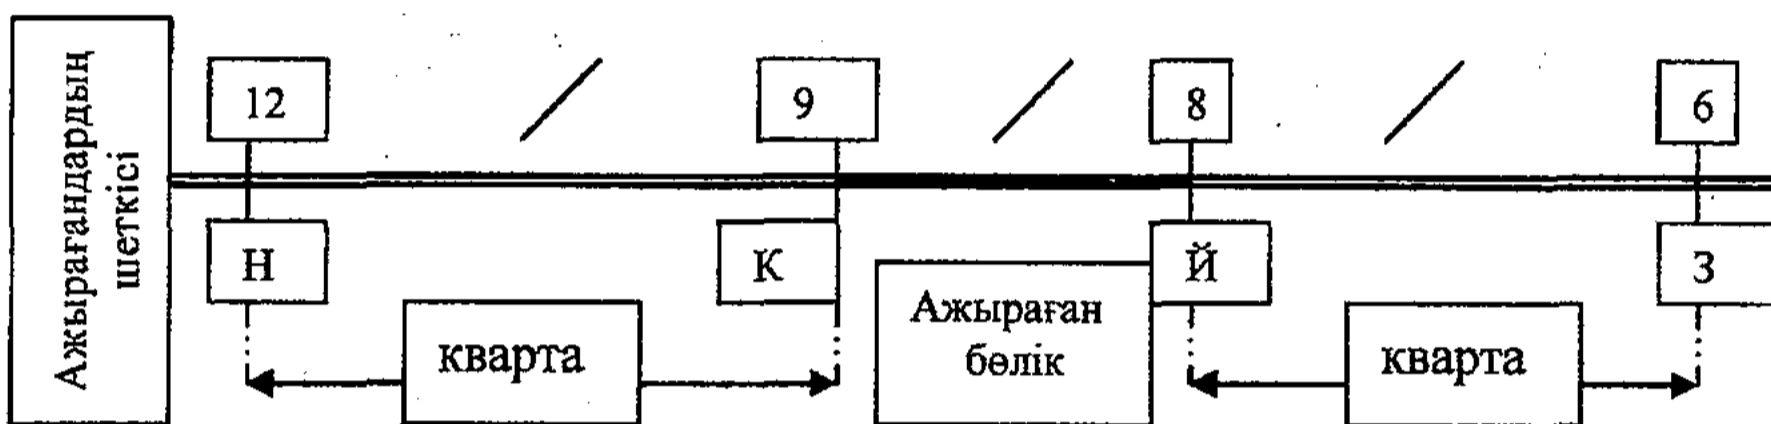 Ажырағандардың
шеткісі
12
9
8
6
Н
К
Й
З
Ажыраған
бөлік
кварта
кварта